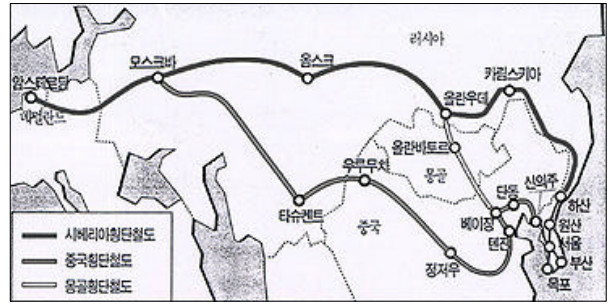 러시아
모스크바
옴스크
카림스키아
암스테르담
네덜란드
울란우데
울란바토르
몽골
우루무치
타슈켄트
중국
단동
신의주
하산
베이징
원산
텐진
서울
부산
정저우
목포
시베리아횡단철도
중국횡단철도
몽골횡단철도